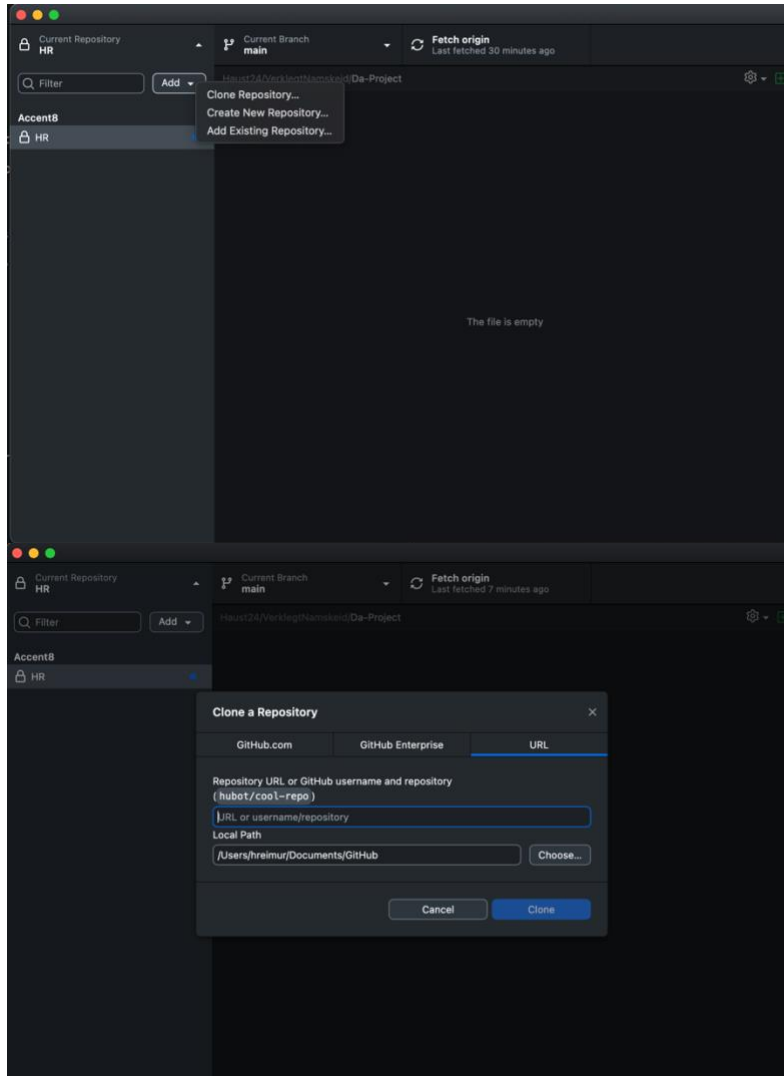 Current Repository
HR
Current Branch
main
Fetch origin
Last fetched 30 minutes ago
Filter
Add
Haust24/VerklegtNamskeid/Da-Project
Clone Repository...
Create New Repository...
Add Existing Repository...
Accent8
HR
The file is empty
Current Repository
HR
Current Branch
main
Fetch origin
Last fetched 7 minutes ago
Filter
Add
Haust24/VerklegtNamskeid/Da-Project
Accent8
HR
Clone a Repository
GitHub.com
GitHub Enterprise
URL
Repository URL or GitHub username and repository
(hubot/cool-repo)
URL or username/repository
Local Path
/Users/hreimur/Documents/GitHub
Choose...
Cancel
Clone